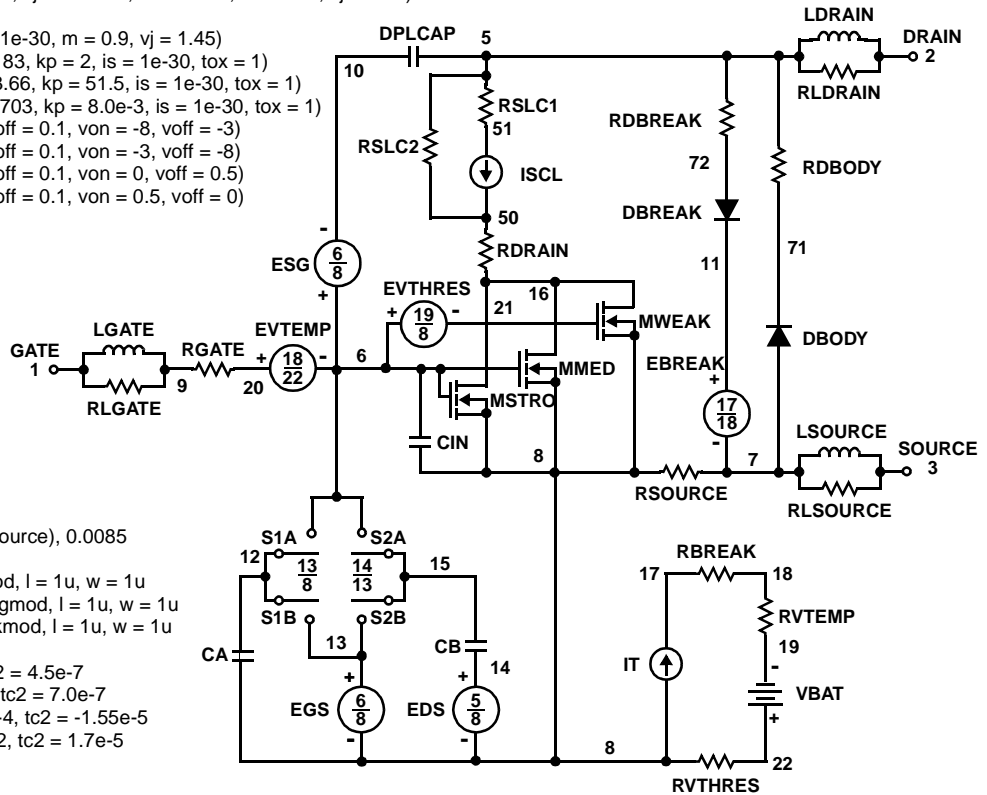 1e-30, m = 0.9, vj = 1.45)
83, kp = 2, is = 1e-30, tox = 1)
3.66, kp = 51.5, is = 1e-30, tox = 1)
703, kp = 8.0e-3, is = 1e-30, tox = 1)
off = 0.1, von = -8, voff = -3)
off = 0.1, von = -3, voff = -8)
off = 0.1, von = 0, voff = 0.5)
off = 0.1, von = 0.5, voff = 0)
DPLCAP
5
10
LDRAIN
DRAIN
2
RLDRAIN
RSLC1
51
RSLC2
ISCL
50
RDRAIN
RDBREAK
72
DBREAK
11
RDBODY
71
DBODY
ESG
6
8
-
+
EVTHRES
+
19
8
-
21
16
MWEAK
MMED
MSTRO
EBREAK
+
17
18
-
LGATE
GATE
1
RLGATE
9
RGATE
20
EVTEMP
+
18
22
-
6
CIN
8
RSOURCE
7
LSOURCE
SOURCE
3
RLSOURCE
ource), 0.0085
od, l = 1u, w = 1u
gmod, l = 1u, w = 1u
kmod, l = 1u, w = 1u
2 = 4.5e-7
tc2 = 7.0e-7
-4, tc2 = -1.55e-5
2, tc2 = 1.7e-5
S1A
S2A
12
13
8
14
13
15
S1B
S2B
13
CA
CB
14
+
EGS
6
8
-
+
EDS
5
8
-
8
RBREAK
17
18
RVTEMP
19
IT
-
VBAT
+
22
RVTHRES